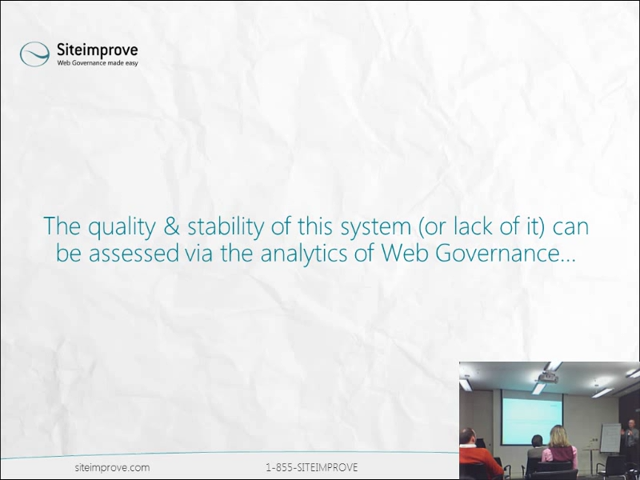 Siteimprove
Web Governance made easy
The quality & stability of this system (or lack of it) can
be assessed via the analytics of Web Governance...
siteimprove.com
1-855-SITEIMPROVE